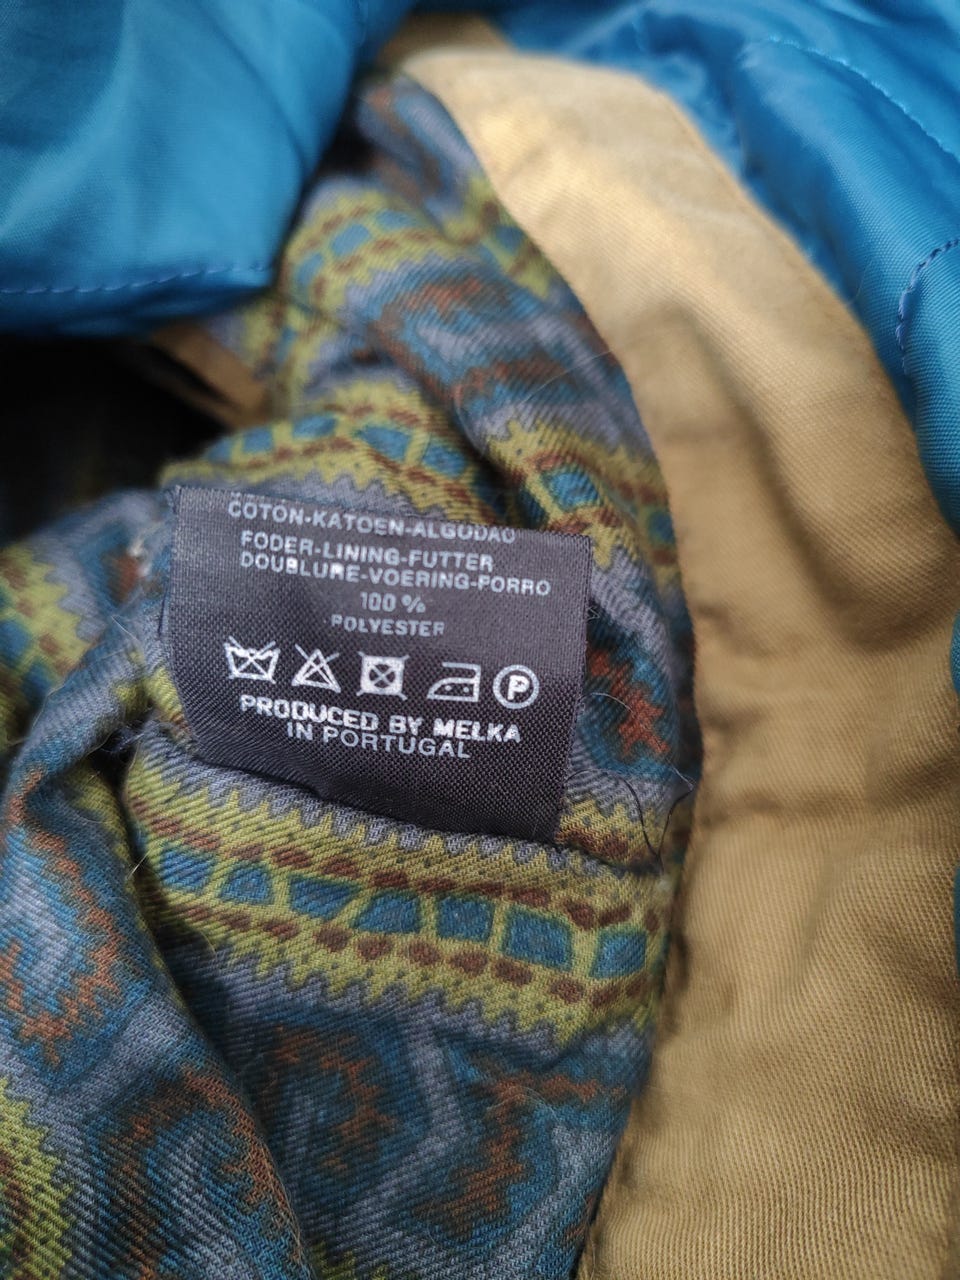 COTON-KATOEN-ALGODAO
FODER-LINING-FUTTER
DOUBLURE-VOERING-FORRO
100 %
POLYESTER
P
PRODUCED BY MELKA
IN PORTUGAL